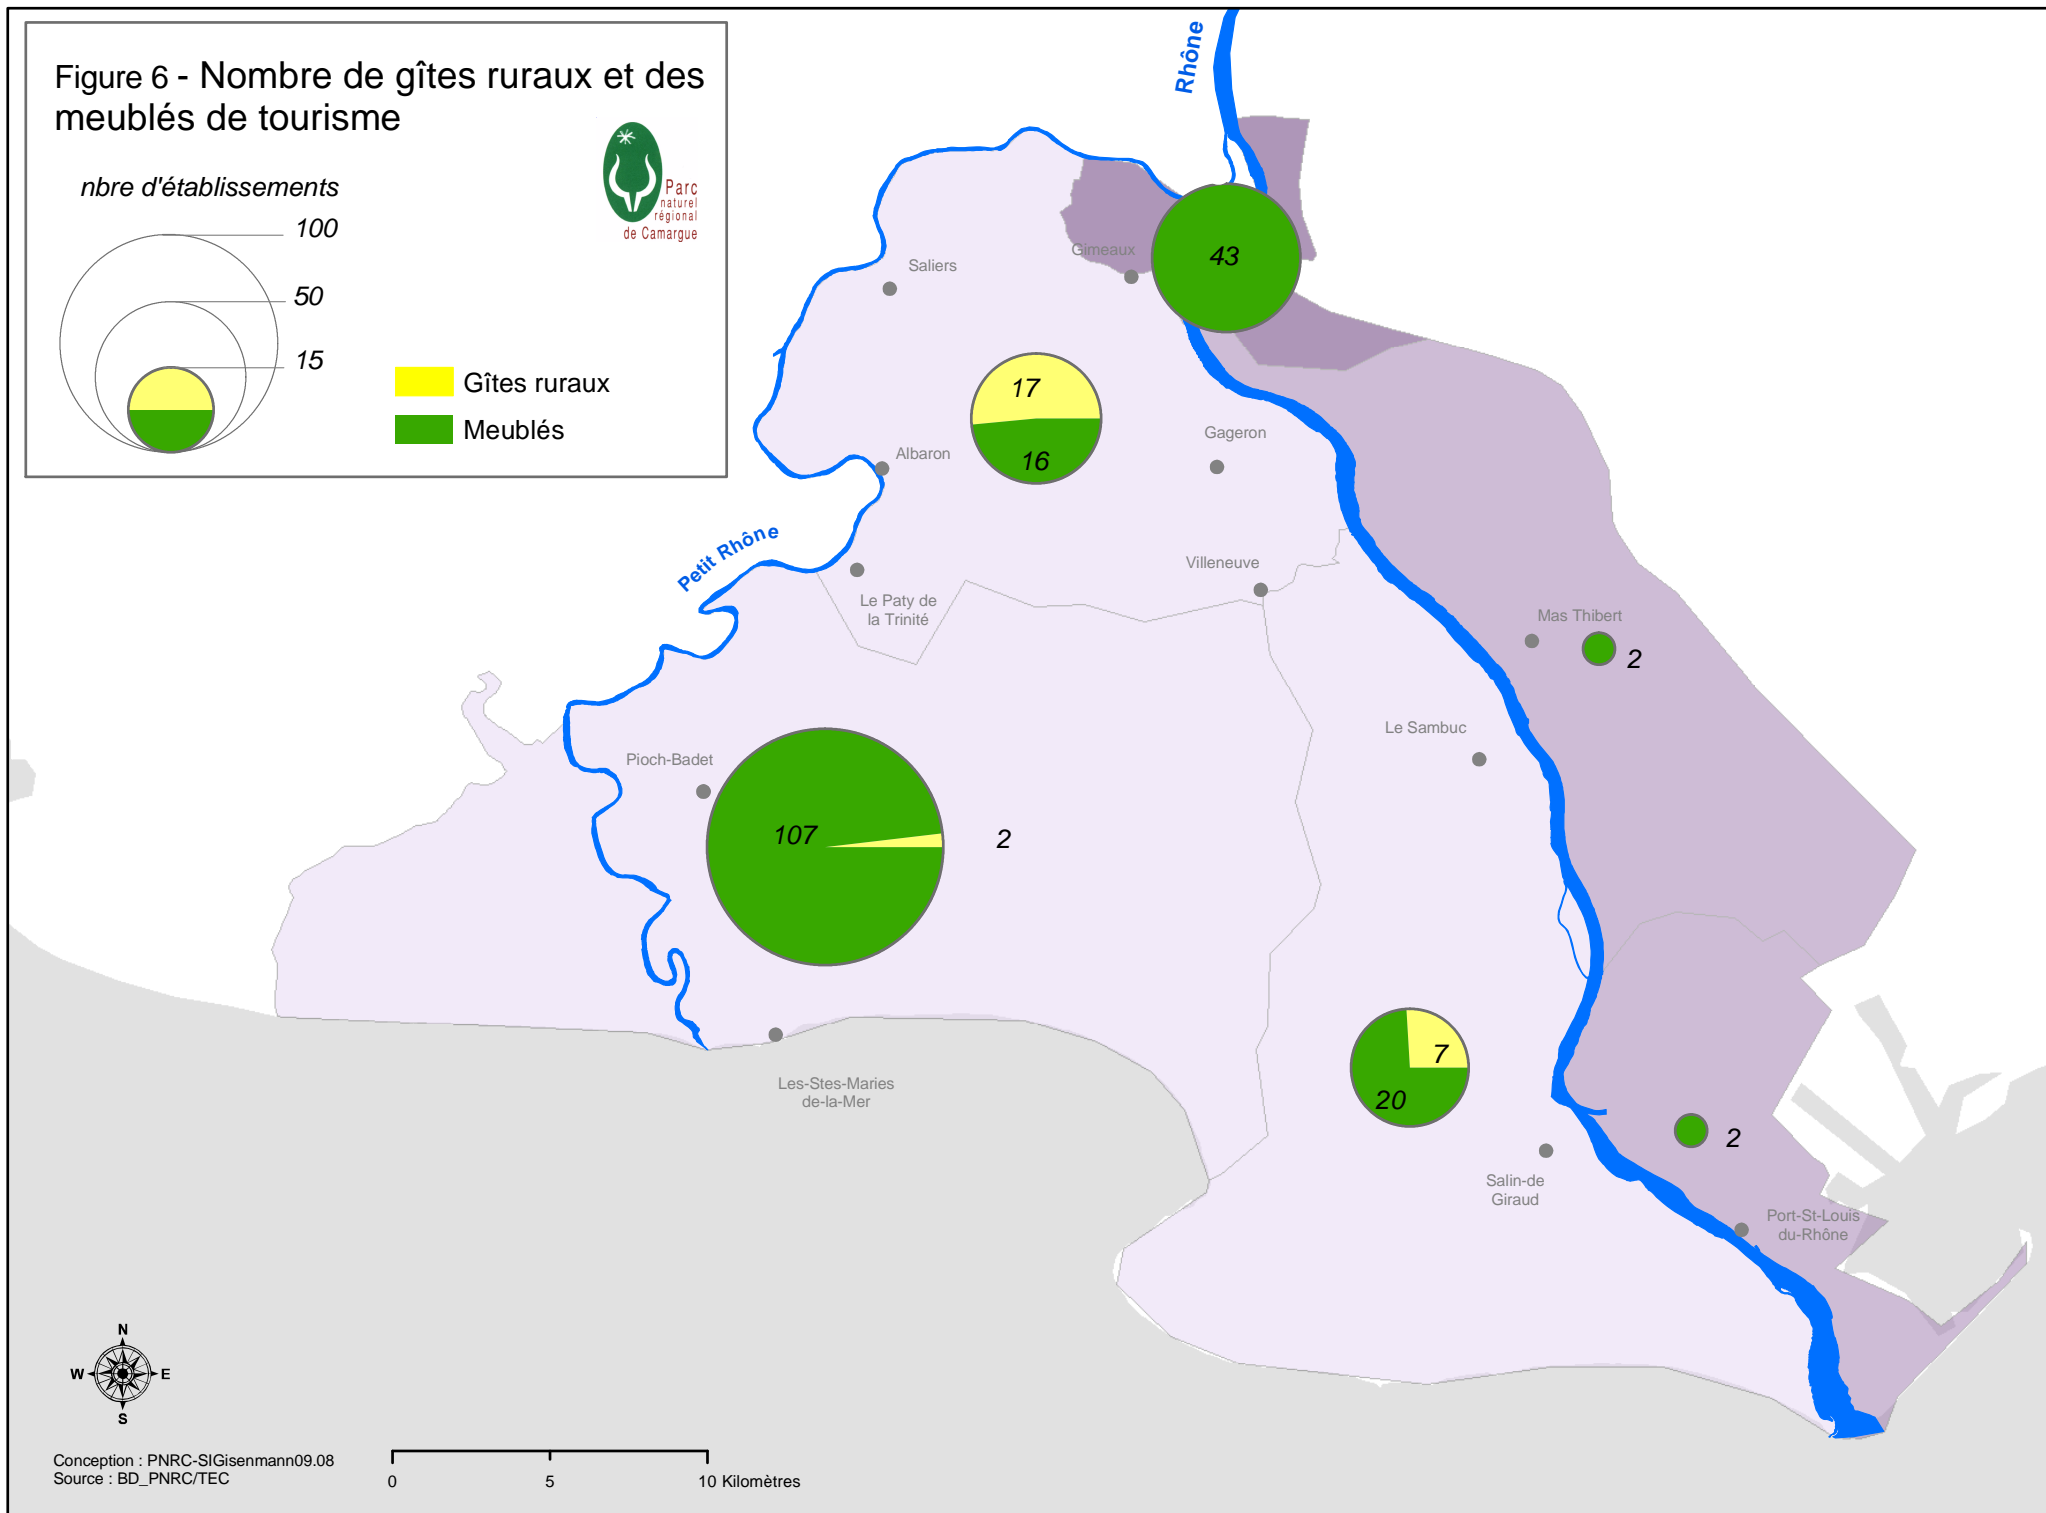 Figure 6 - Nombre de gîtes ruraux et des
meublés de tourisme
nbre d'établissements
100
50
15
Gîtes ruraux
Meublés
Parc
naturel
régional
de Camargue
Rhône
Gimeaux
43
Saliers
17
16
Gageron
Albaron
Petit Rhône
Villeneuve
Le Paty de
la Trinité
Mas Thibert
2
Le Sambuc
Pioch-Badet
107
2
7
20
Les-Stes-Maries
de-la-Mer
2
Salin-de
Giraud
Port-St-Louis
du-Rhône
N
W
E
S
Conception : PNRC-SIGisenmann09.08
Source : BD_PNRC/TEC
0
5
10 Kilomètres